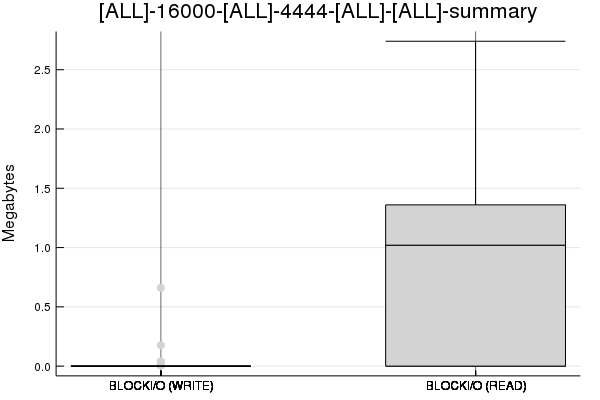 [ALL]-16000-[ALL]-4444-[ALL]-[ALL]-summary
Megabytes
2.5
2.0
1.5
1.0
0.5
0.0
BLOCKI/O (WRITE)
BLOCKI/O (READ)